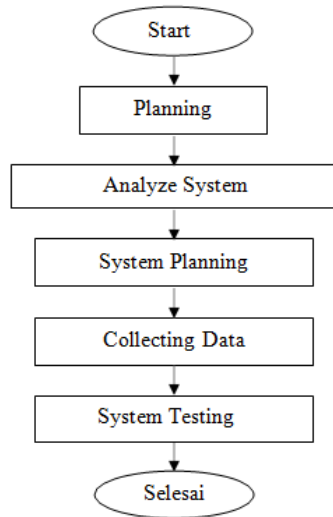 Start
Planning
Analyze System
System Planning
Collecting Data
System Testing
Selesai